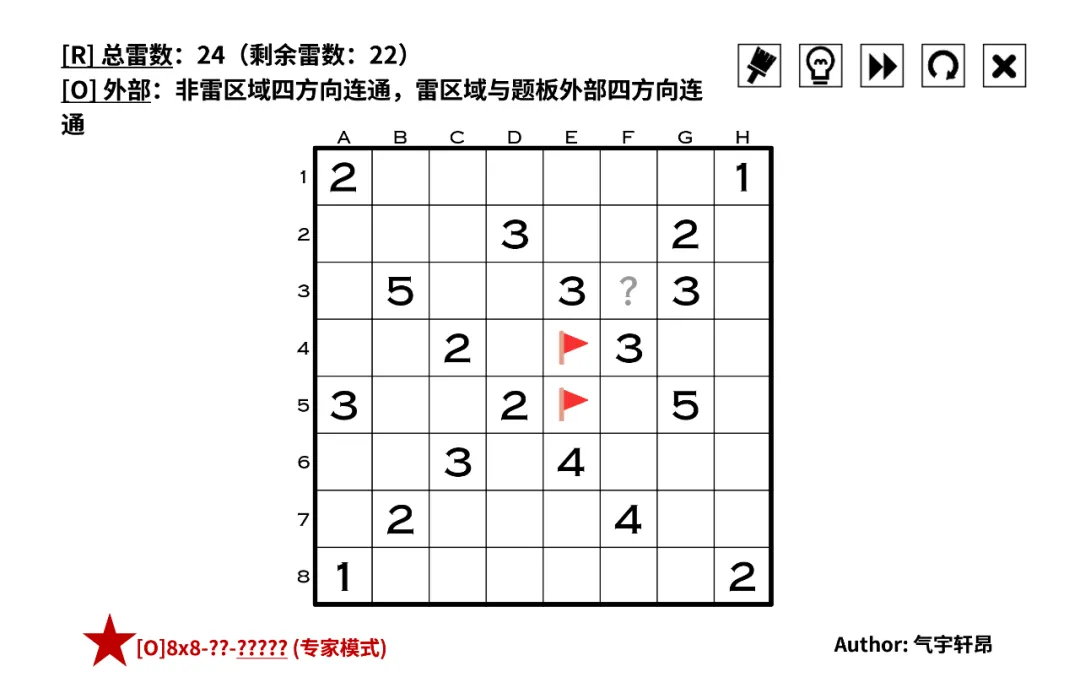 [R] 总雷数：24（剩余雷数：22）
[O] 外部：非雷区域四方向连通，雷区域与题板外部四方向连
通
A B C D E F G H
1 2 1
2 3 2
3 5 3 ? 3
4 2 3
5 3 2 5
6 3 4
7 2 4
8 1 2
[O]8x8-??-????? (专家模式)
Author: 气宇轩昂